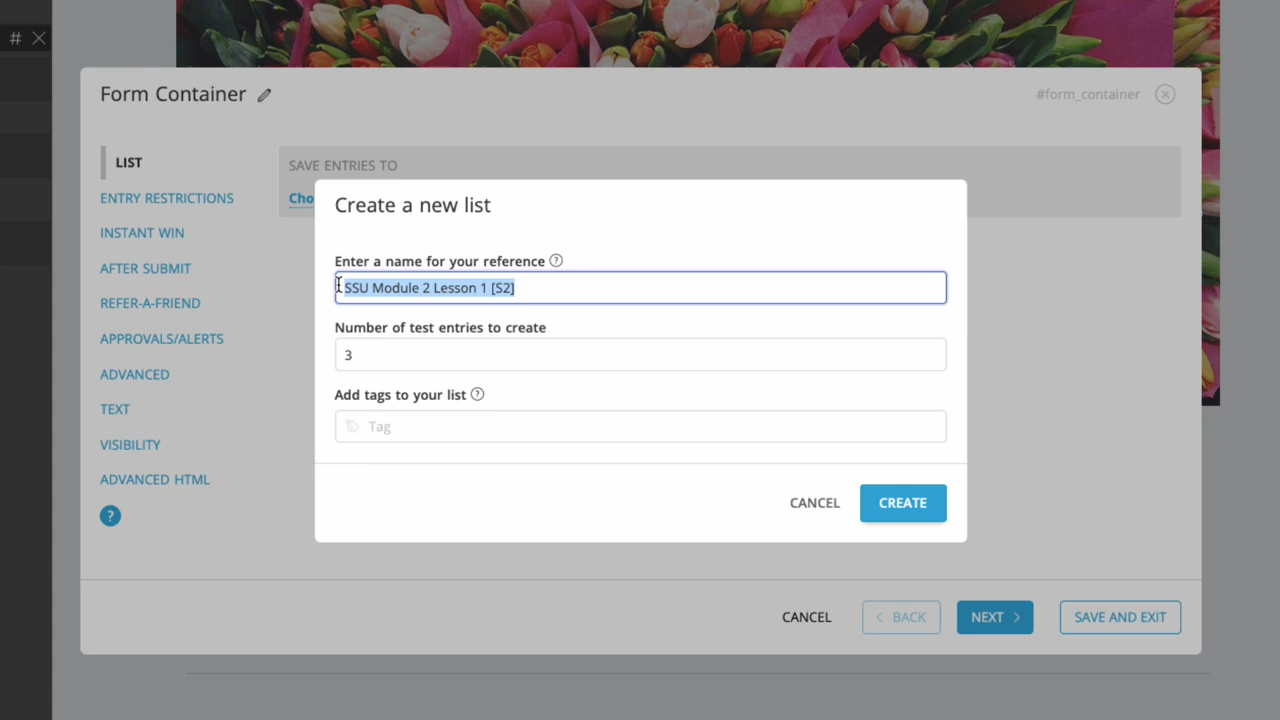 #
Form Container
#form_container
LIST
ENTRY RESTRICTIONS
INSTANT WIN
AFTER SUBMIT
REFER-A-FRIEND
APPROVALS/ALERTS
ADVANCED
TEXT
VISIBILITY
ADVANCED HTML
?
SAVE ENTRIES TO
Cho
Create a new list
Enter a name for your reference ?
SSU Module 2 Lesson 1 [S2]
Number of test entries to create
3
Add tags to your list ?
Tag
CANCEL CREATE
CANCEL < BACK NEXT > SAVE AND EXIT